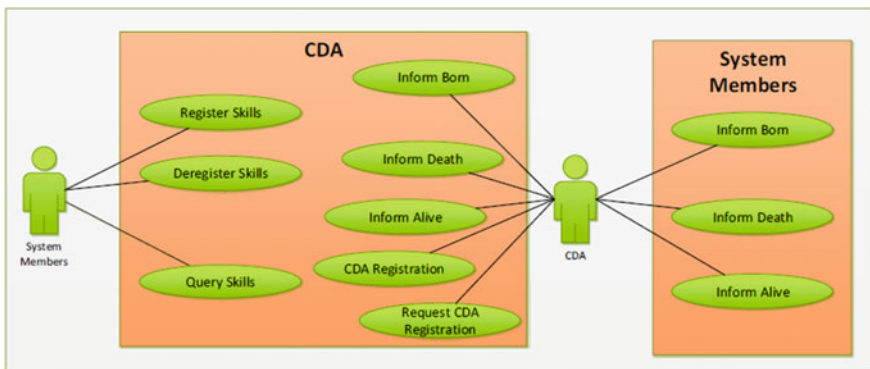 CDA
Register Skills
Deregister Skills
Query Skills
Inform Born
Inform Death
Inform Alive
CDA Registration
Request CDA
Registration
System
Members
CDA
System
Members
Inform Born
Inform Death
Inform Alive